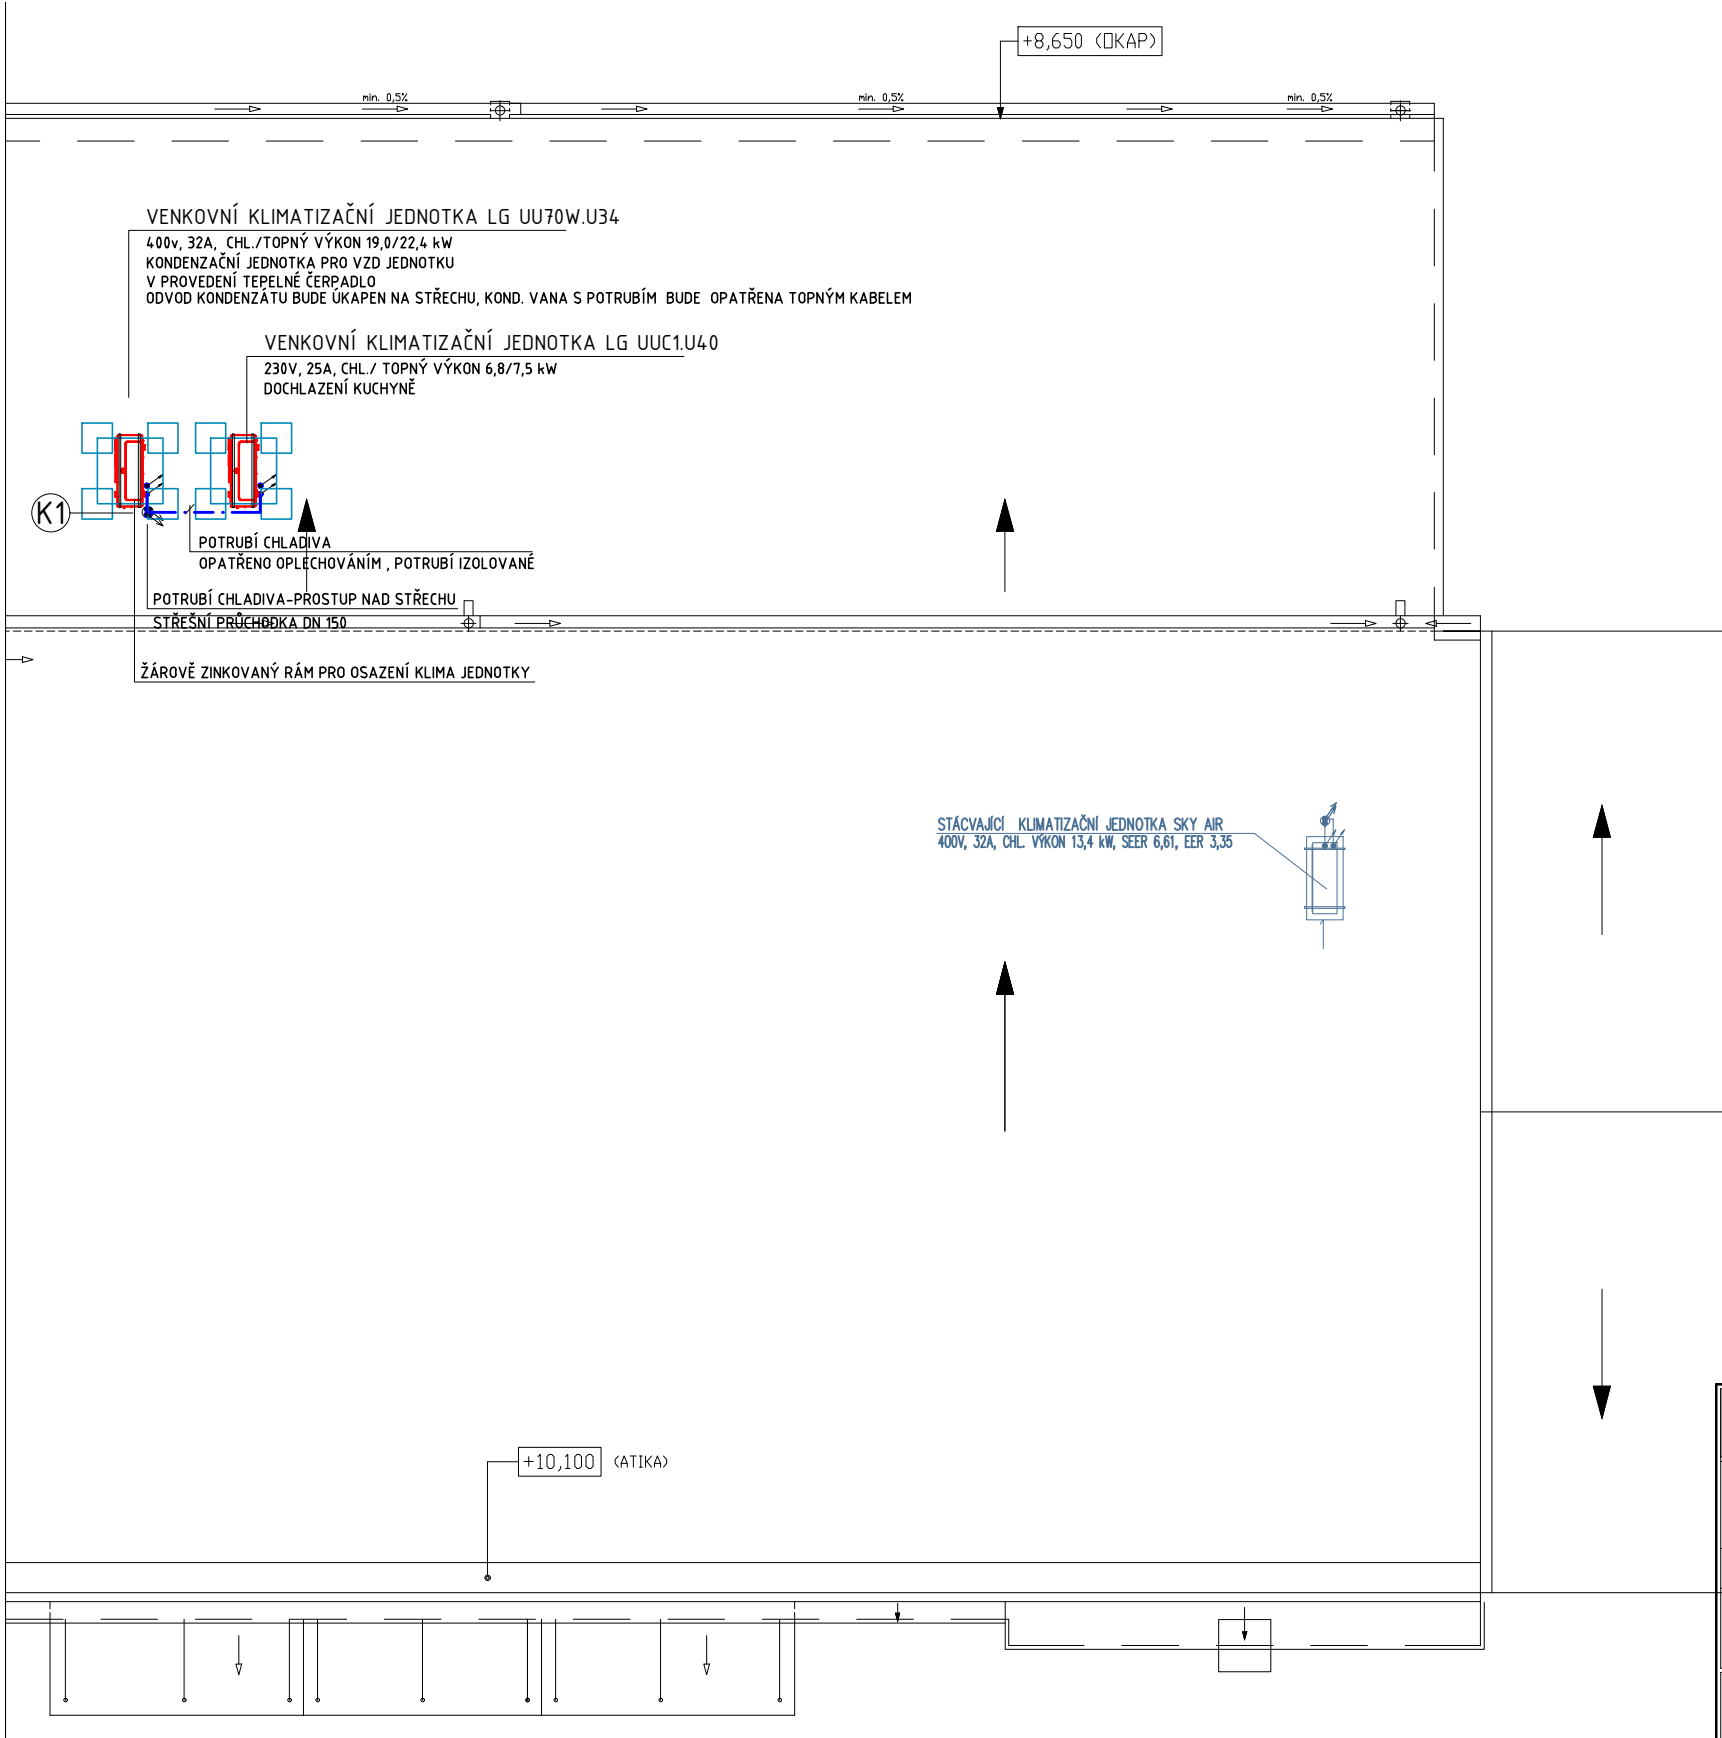 +8,650 (OKAP)
min. 0,5%
min. 0,5%
min. 0,5%
VENKOVNÍ KLIMATIZAČNÍ JEDNOTKA LG UU70W.U34
400v, 32A, CHL./TOPNÝ VÝKON 19,0/22,4 kW
KONDENZAČNÍ JEDNOTKA PRO VZD JEDNOTKU
V PROVEDENÍ TEPELNÉ ČERPADLO
ODVOD KONDENZÁTU BUDE ÚKAPEN NA STŘECHU, KOND. VANA S POTRUBÍM BUDE OPATŘENA TOPNÝM KABELEM
VENKOVNÍ KLIMATIZAČNÍ JEDNOTKA LG UUC1.U40
230V, 25A, CHL./ TOPNÝ VÝKON 6,8/7,5 kW
DOCHLAZENÍ KUCHYNĚ
K1
POTRUBÍ CHLADIVA
OPATŘENO OPLECHOVÁNÍM , POTRUBÍ IZOLOVANÉ
POTRUBÍ CHLADIVA-PROSTUP NAD STŘECHU
STŘEŠNÍ PRŮCHODKA DN 150
ŽÁROVĚ ZINKOVANÝ RÁM PRO OSAZENÍ KLIMA JEDNOTKY
STÁCVAJÍCÍ KLIMATIZAČNÍ JEDNOTKA SKY AIR
400V, 32A, CHL. VÝKON 13,4 kW, SEER 6,61, EER 3,35
+10,100 (ATIKA)